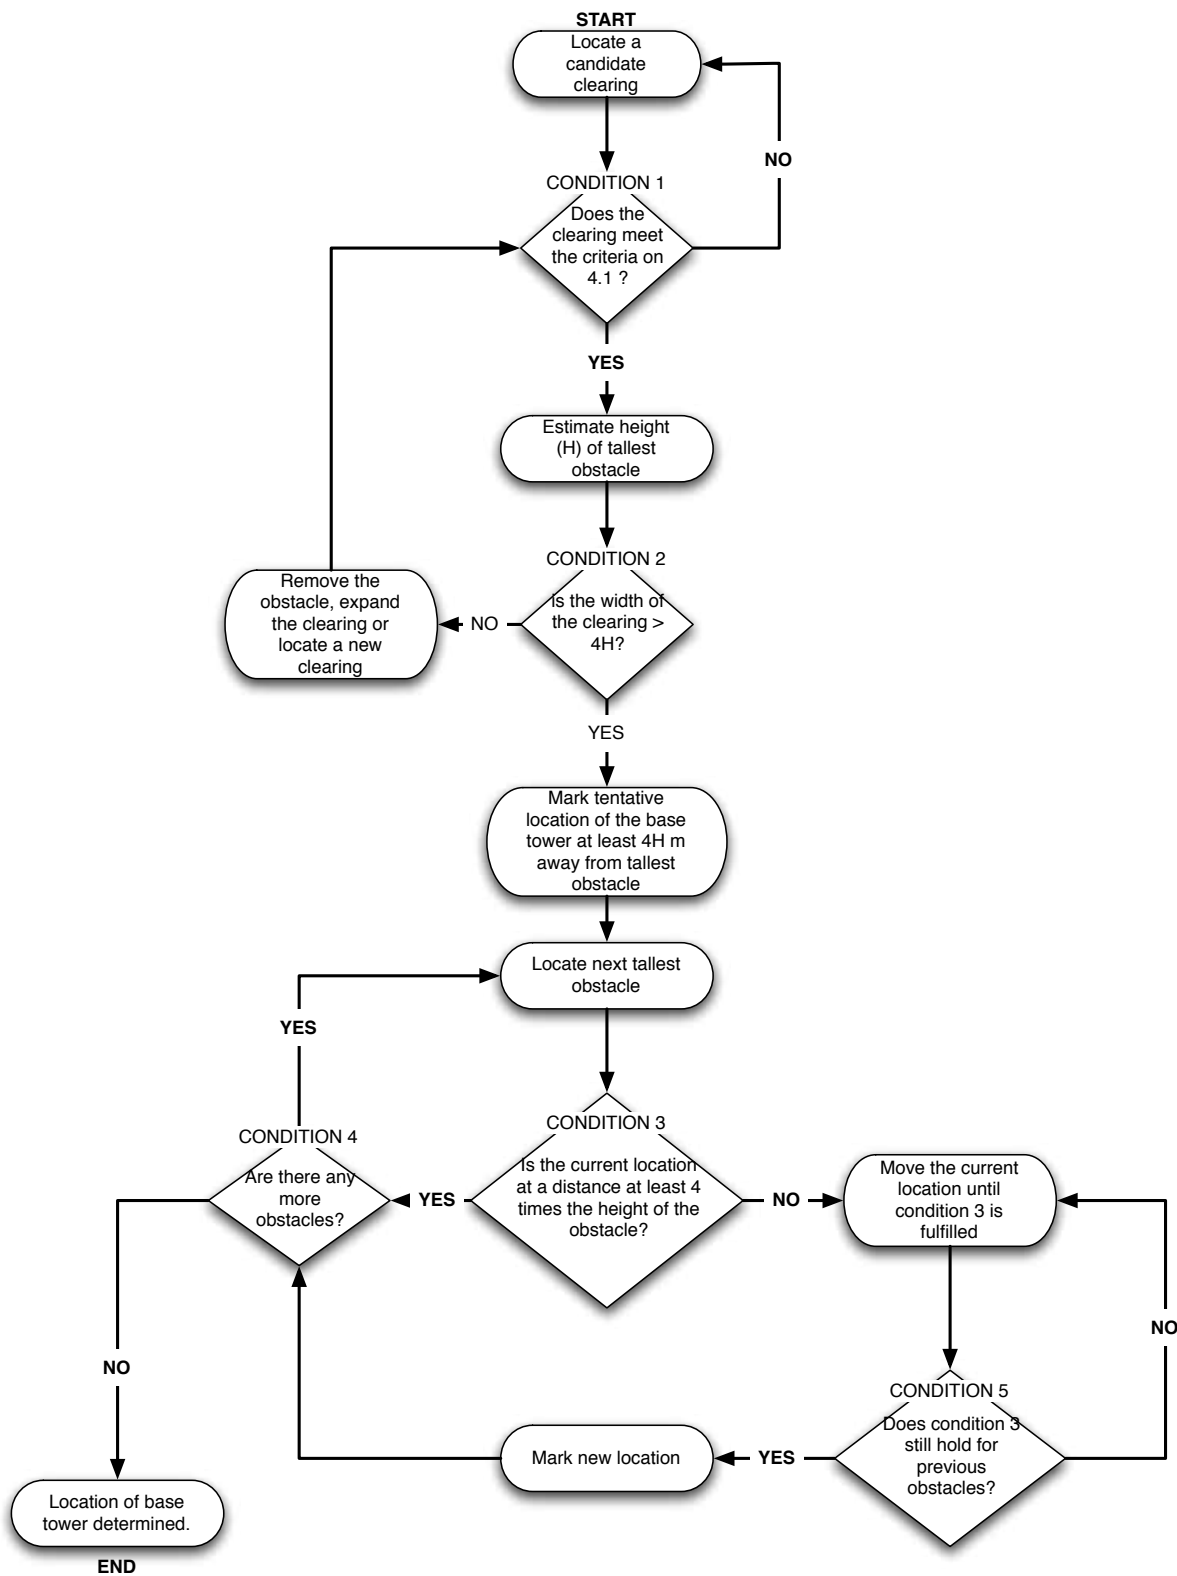 START
Locate a
candidate
clearing
NO
CONDITION 1
Does the
clearing meet
the criteria on
4.1 ?
YES
Estimate height
(H) of tallest
obstacle
CONDITION 2
Is the width of
the clearing >
4H?
NO
Remove the
obstacle, expand
the clearing or
locate a new
clearing
YES
Mark tentative
location of the base
tower at least 4H m
away from tallest
obstacle
Locate next tallest
obstacle
YES
CONDITION 3
Is the current location
at a distance at least 4
times the height of the
obstacle?
CONDITION 4
Are there any
more
obstacles?
YES
NO
Move the current
location until
condition 3 is
fulfilled
NO
NO
CONDITION 5
Does condition 3
still hold for
previous
obstacles?
YES
Mark new location
Location of base
tower determined.
END